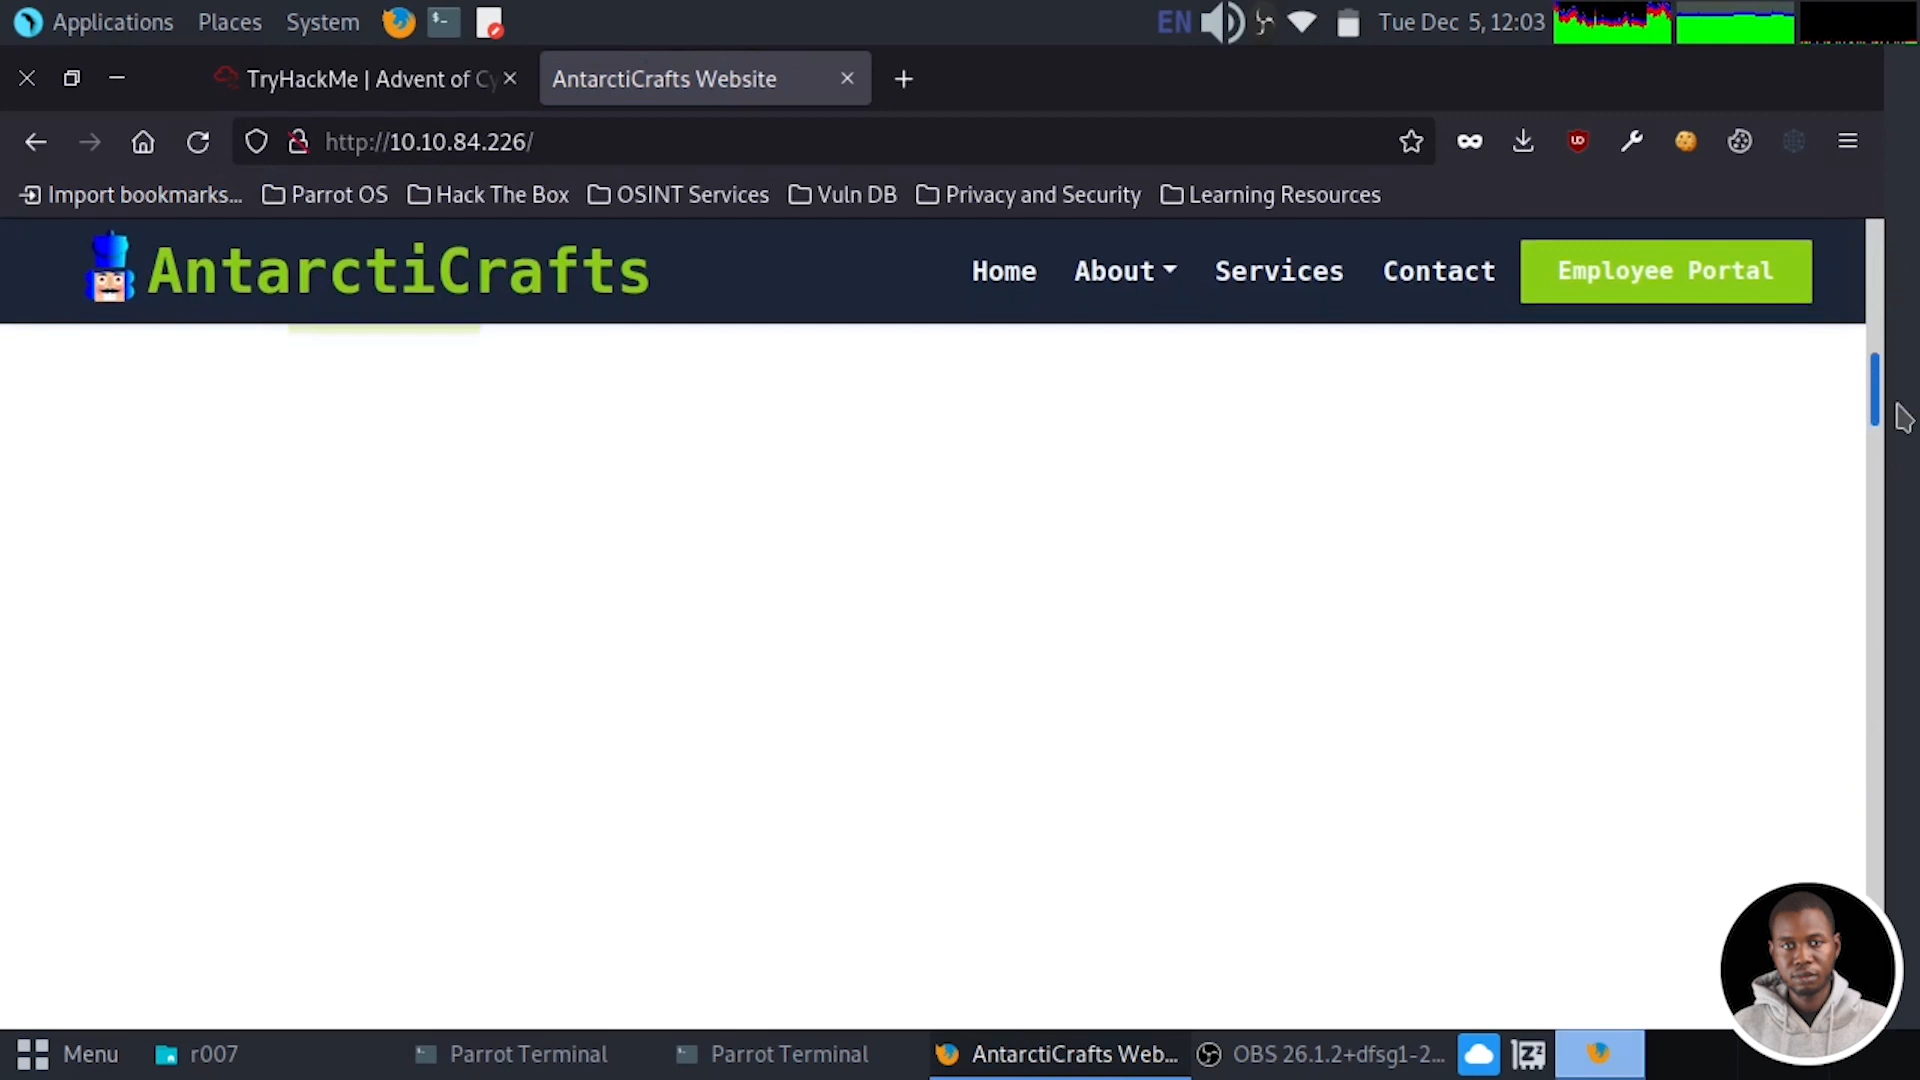 Applications Places System EN Tue Dec 5, 12:03
TryHackMe | Advent of Cy AntarctiCrafts Website
http://10.10.84.226/
Import bookmarks... Parrot OS Hack The Box OSINT Services Vuln DB Privacy and Security Learning Resources
AntarctiCrafts Home About Services Contact Employee Portal
Menu r007 Parrot Terminal Parrot Terminal AntarctiCrafts Web... OBS 26.1.2+dfsg1-2...